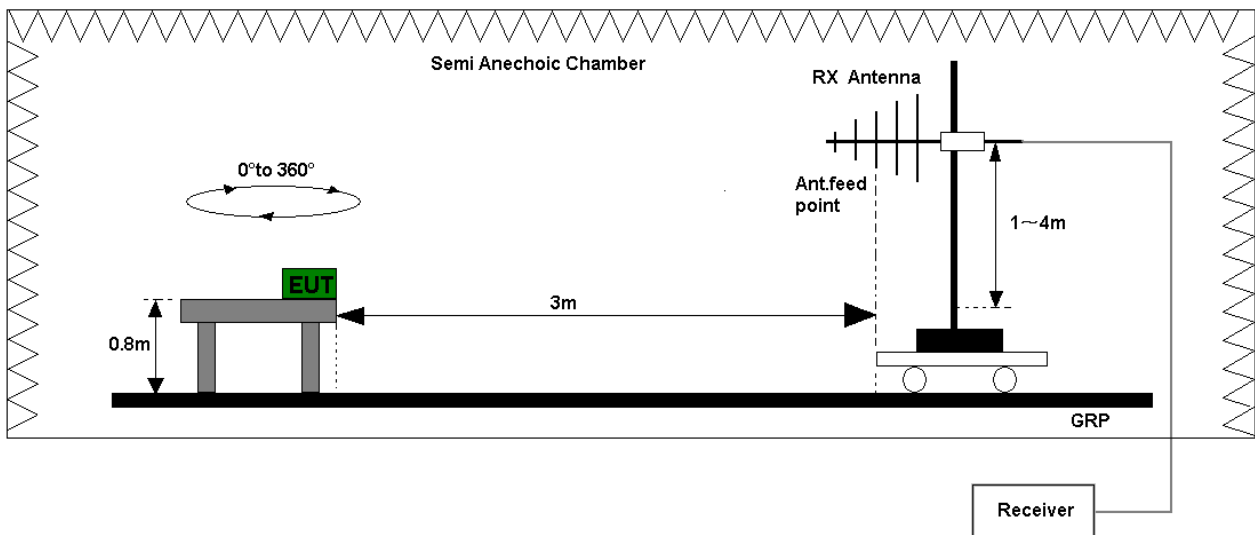 Semi Anechoic Chamber
RX Antenna
0°to 360°
Ant.feed
point
1～4m
EUT
3m
0.8m
GRP
Receiver